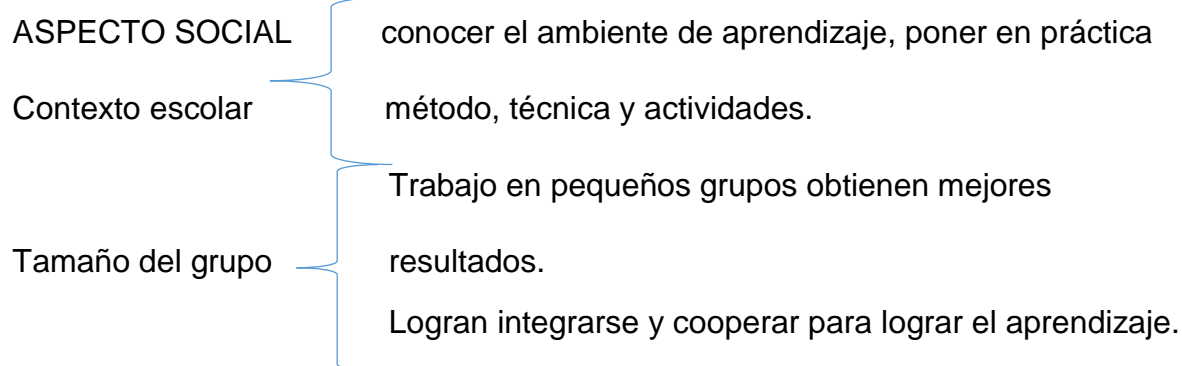 ASPECTO SOCIAL conocer el ambiente de aprendizaje, poner en práctica
Contexto escolar método, técnica y actividades.
Trabajo en pequeños grupos obtienen mejores
Tamaño del grupo resultados.
Logran integrarse y cooperar para lograr el aprendizaje.